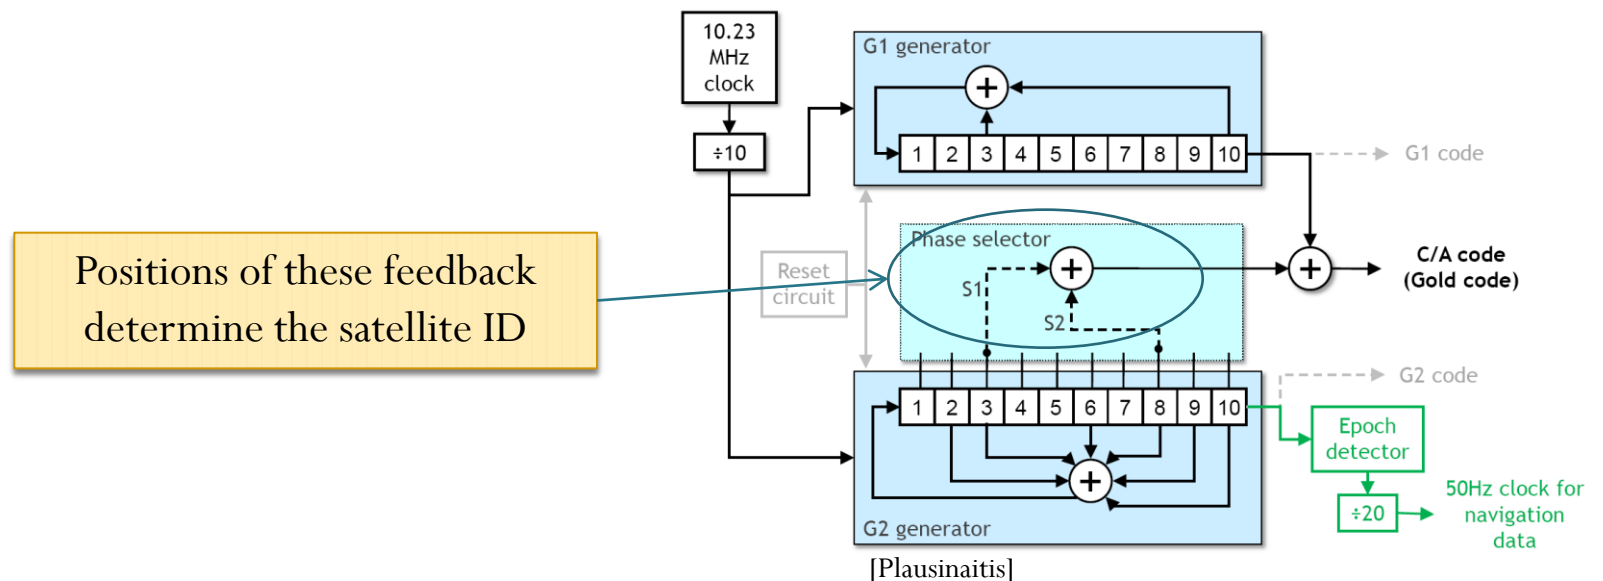 10.23
MHz
clock
÷10
G1 generator
+
1 2 3 4 5 6 7 8 9 10
G1 code
Positions of these feedback
determine the satellite ID
Reset
circuit
Phase selector
S1
+
S2
+
C/A code
(Gold code)
1 2 3 4 5 6 7 8 9 10
+
G2 generator
G2 code
Epoch
detector
÷20
50Hz clock for
navigation
data
[Plausinaitis]